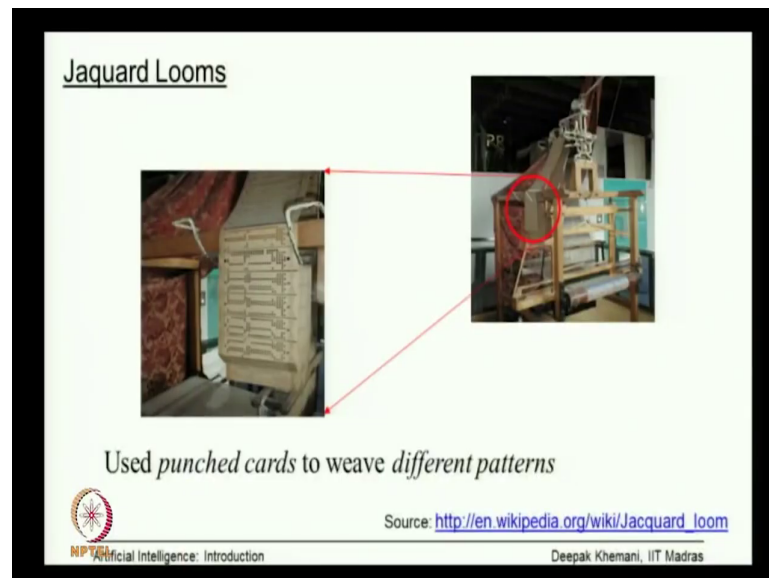 Jaquard Looms
Used punched cards to weave different patterns
Source: http://en.wikipedia.org/wiki/Jacquard_loom
NPTEL
Artificial Intelligence: Introduction
Deepak Khemani, IIT Madras